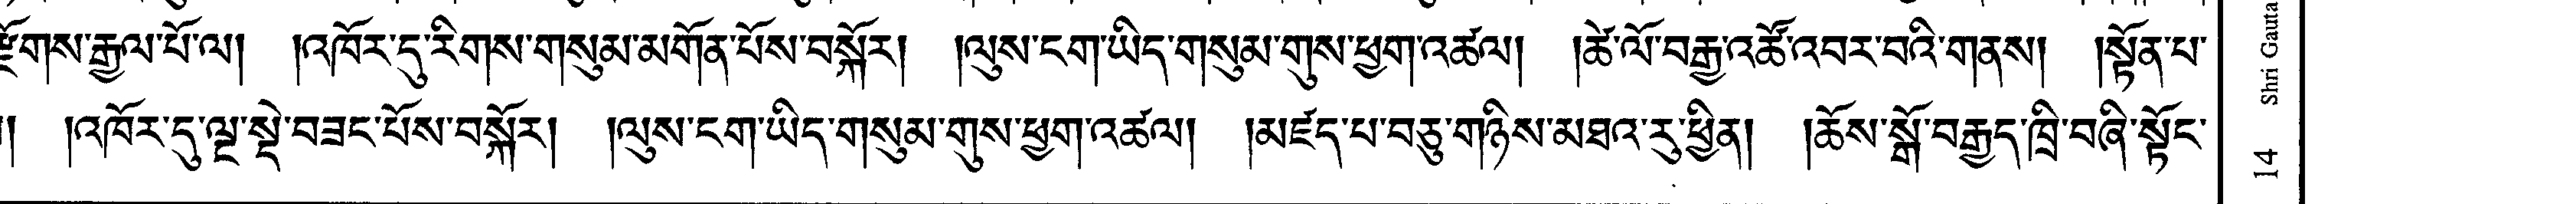 རྫོགས་རྒྱལ་པོ་ལ། །འཁོར་དུ་རིགས་གསུམ་མགོན་པོས་བསྐོར། །ལུས་ངག་ཡིད་གསུམ་གུས་ཕྱག་འཚལ། །ཚེ་ལོ་བརྒྱ་འཚོ་འབར་བའི་གནས། །སྟོན་པ་
། །འཁོར་དུ་ལྔ་སྡེ་བཟང་པོས་བསྐོར། །ལུས་ངག་ཡིད་གསུམ་གུས་ཕྱག་འཚལ། །མཛད་པ་བཅུ་གཉིས་མཐའ་རུ་ཕྱིན། །ཆོས་སྒོ་བརྒྱད་ཁྲི་བཞི་སྟོང་
14 Shri Gauta